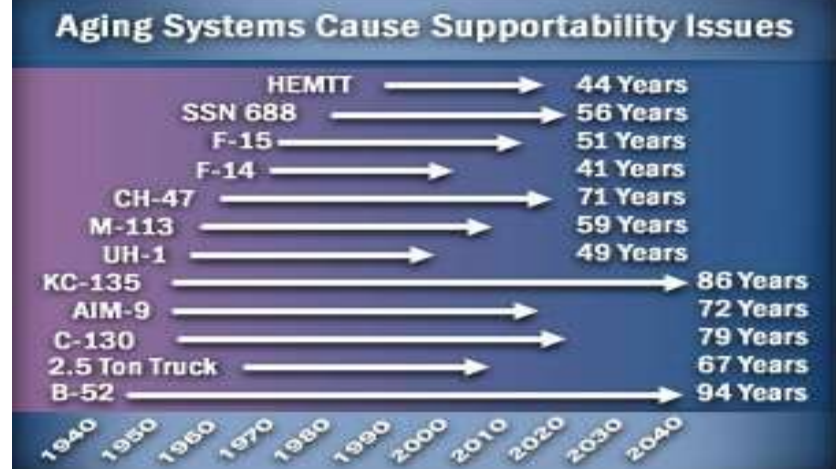 Aging Systems Cause Supportability Issues
HEMTT 44 Years
SSN 688 56 Years
F-15 51 Years
F-14 41 Years
CH-47 71 Years
M-113 59 Years
UH-1 49 Years
KC-135 86 Years
AIM-9 72 Years
C-130 79 Years
2.5 Ton Truck 67 Years
B-52 94 Years
1940 1950 1960 1970 1980 1990 2000 2010 2020 2030 2040